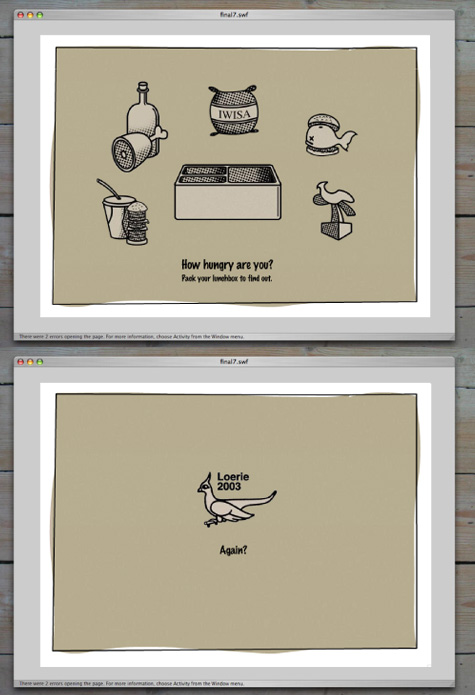 final7.swf
IWISA
How hungry are you?
Pack your lunchbox to find out.
There were 2 errors opening the page. For more information, choose Activity from the Window menu.
final7.swf
Loerie
2003
Again?
There were 2 errors opening the page. For more information, choose Activity from the Window menu.